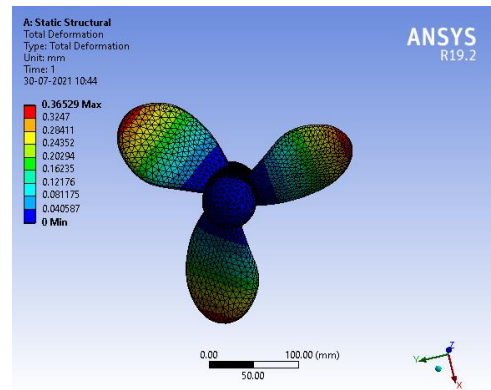 A: Static Structural
Total Deformation
Type: Total Deformation
Unit: mm
Time: 1
30-07-2021 10:44
ANSYS
R19.2
0.36529 Max
0.3247
0.28411
0.24352
0.20294
0.16235
0.12176
0.081175
0.040587
0 Min
0.00 100.00 (mm)
50.00
Z
Y
X